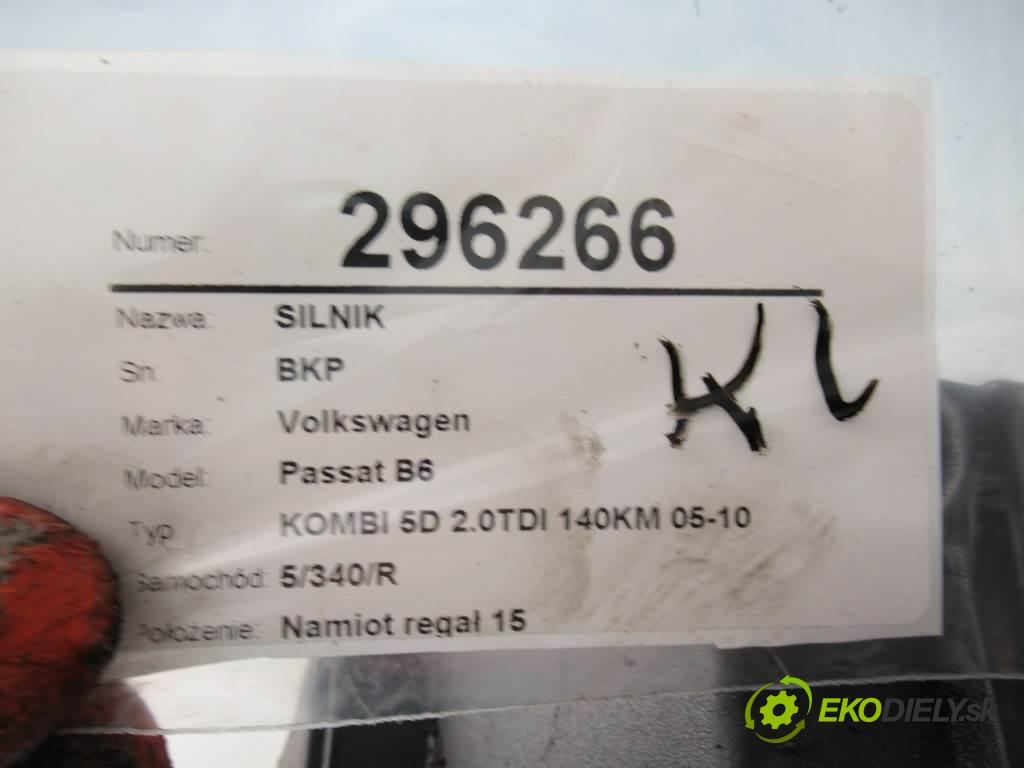 Numer: 296266
Nazwa: SILNIK
Sn: BKP
Marka: Volkswagen
Model: Passat B6
Typ KOMBI 5D 2.0TDI 140KM 05-10
Samochód: 5/340/R
Położenie: Namiot regał 15
EKODIELY.sk